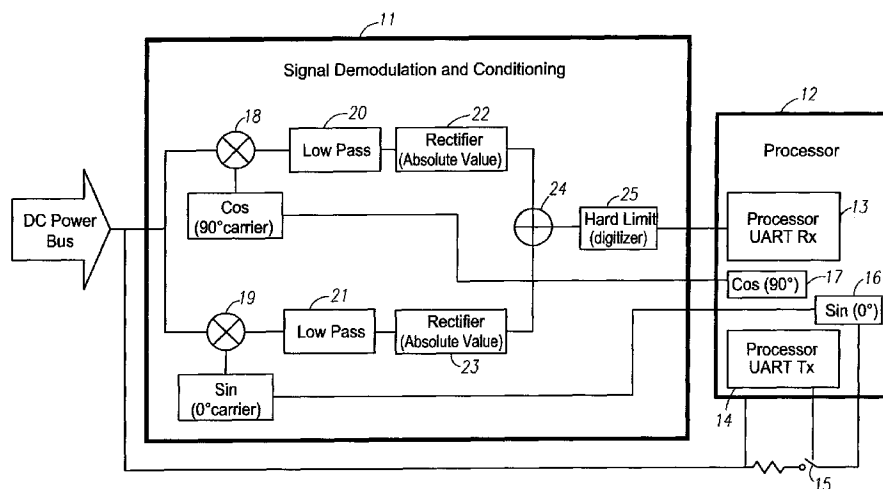 11
Signal Demodulation and Conditioning
12
Processor
18
20
Low Pass
22
Rectifier
(Absolute Value)
Cos
(90°carrier)
24
25
Hard Limit
(digitizer)
13
Processor
UART Rx
DC Power
Bus
17
Cos (90°)
16
Sin (0°)
19
21
Low Pass
Rectifier
(Absolute Value)
23
Sin
(0°carrier)
Processor
UART Tx
14
15